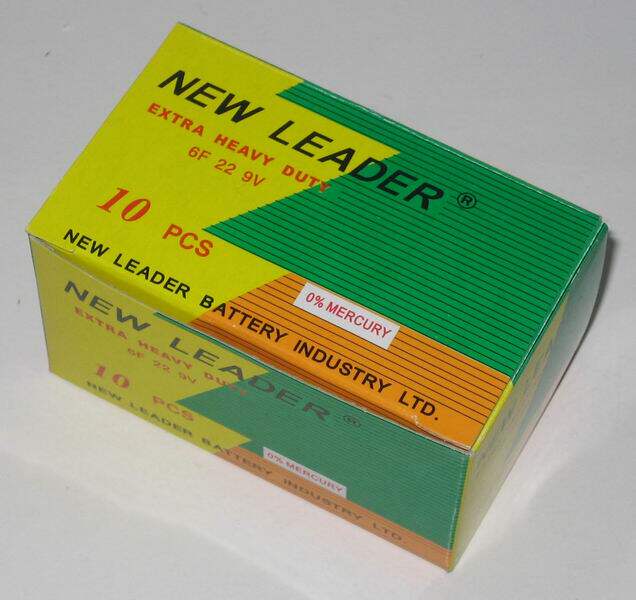 NEW LEADER ®
EXTRA HEAVY DUTY
6F 22 9V
10 PCS
0% MERCURY
NEW LEADER BATTERY INDUSTRY LTD.
NEW LEADER ®
EXTRA HEAVY DUTY
6F 22 9V
10 PCS
0% MERCURY
NEW LEADER BATTERY INDUSTRY LTD